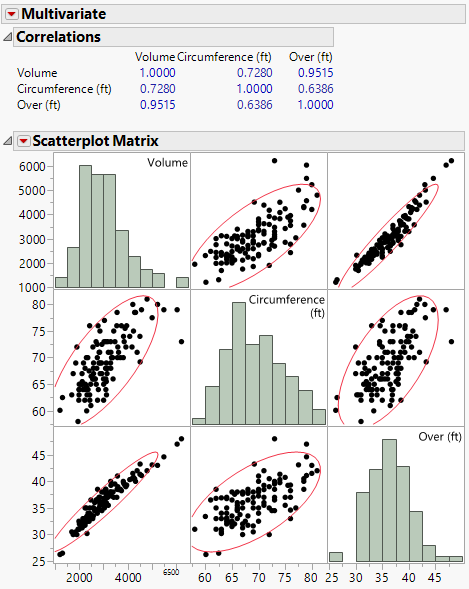 Multivariate
Correlations
Volume Circumference (ft) Over (ft)
Volume 1.0000 0.7280 0.9515
Circumference (ft) 0.7280 1.0000 0.6386
Over (ft) 0.9515 0.6386 1.0000
Scatterplot Matrix
6000
5000
4000
3000
2000
1000
Volume
80
75
70
65
60
Circumference
(ft)
45
40
35
30
25
Over (ft)
2000 4000 6500 60 65 70 75 80 25 30 35 40 45